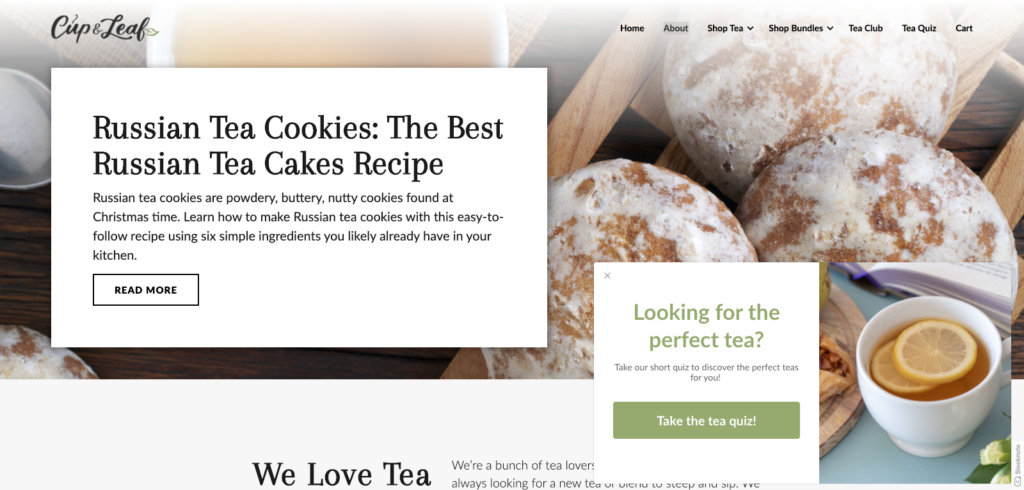 Cup & Leaf
Home About Shop Tea Shop Bundles Tea Club Tea Quiz Cart
Russian Tea Cookies: The Best
Russian Tea Cakes Recipe
Russian tea cookies are powdery, buttery, nutty cookies found at
Christmas time. Learn how to make Russian tea cookies with this easy-to-
follow recipe using six simple ingredients you likely already have in your
kitchen.
READ MORE
×
Looking for the
perfect tea?
Take our short quiz to discover the perfect teas
for you!
Take the tea quiz!
Sleeknote
We Love Tea
We're a bunch of tea lovers
always looking for a new tea or blend to steep and sip. We